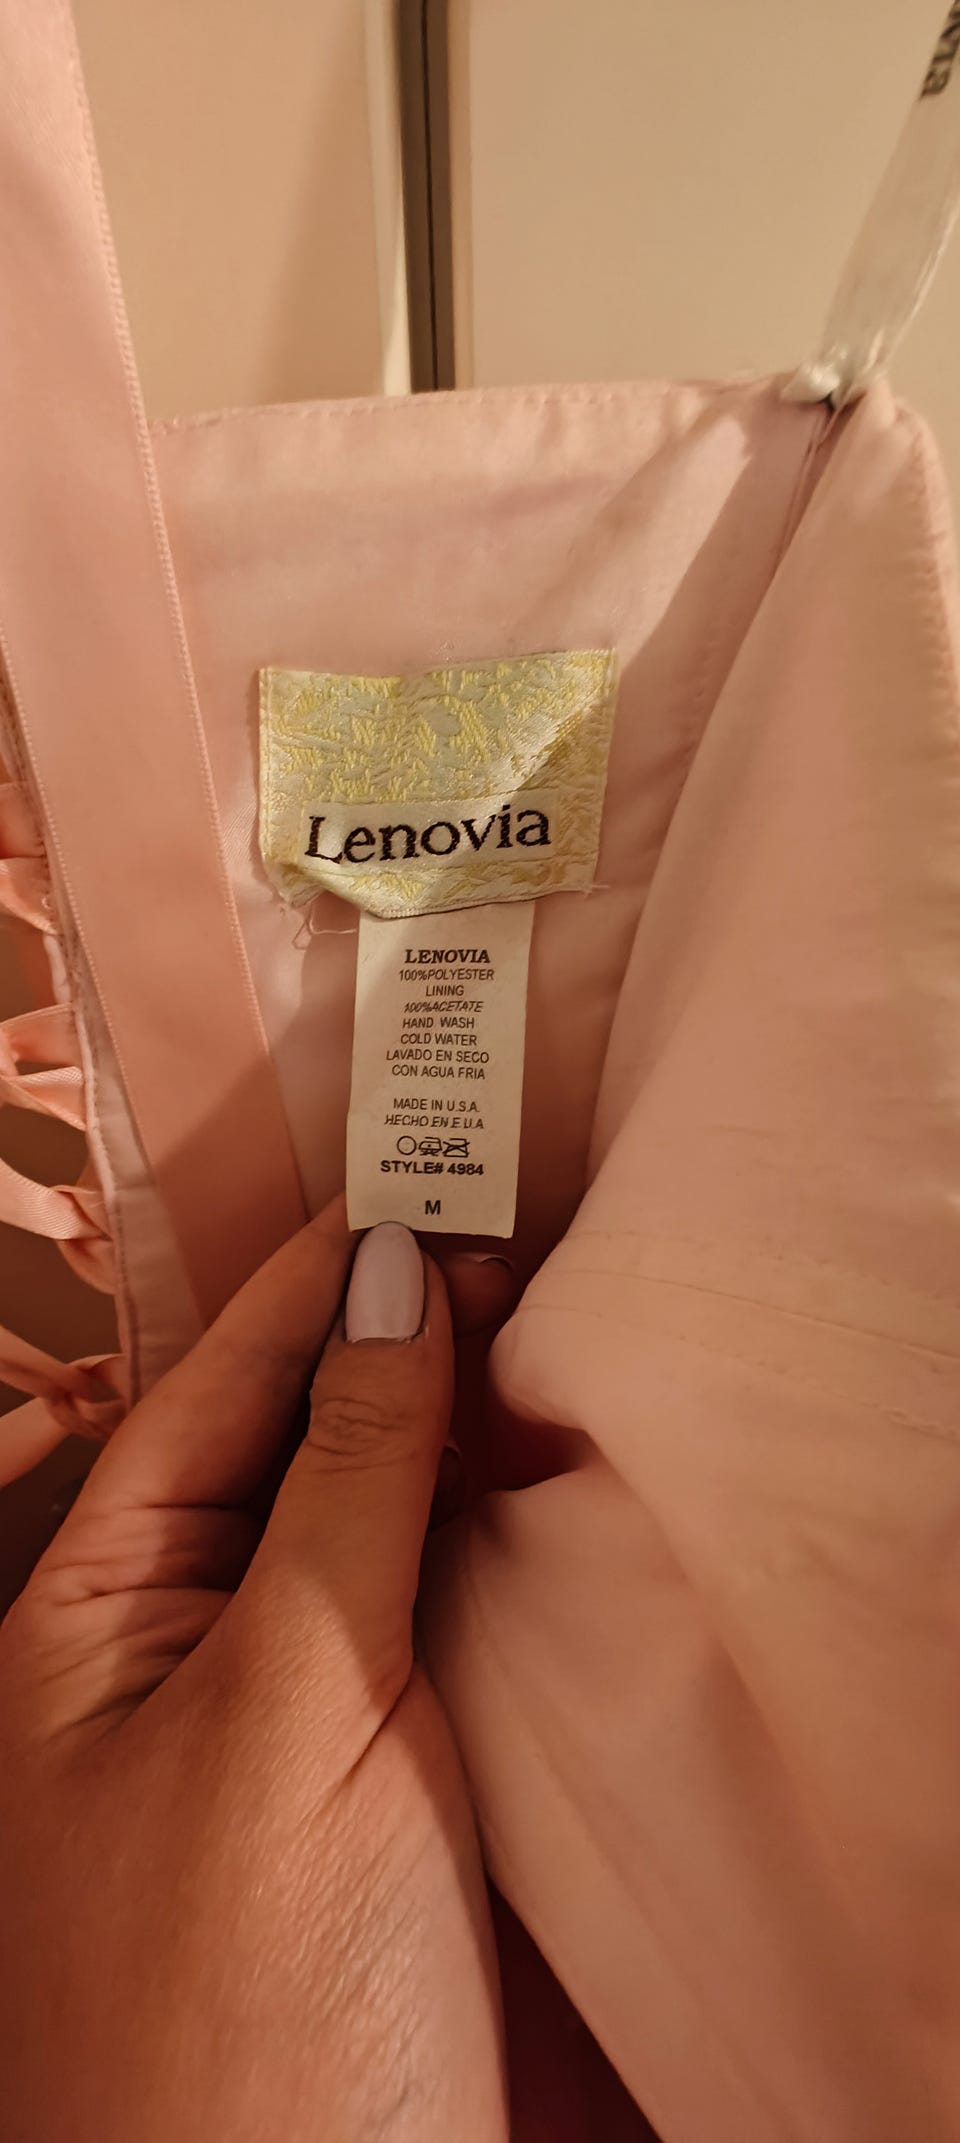 Lenovia
LENOVIA
100%POLYESTER
LINING
100%ACETATE
HAND WASH
COLD WATER
LAVADO EN SECO
CON AGUA FRIA
MADE IN U.S.A.
HECHO EN E.U.A
STYLE# 4984
M